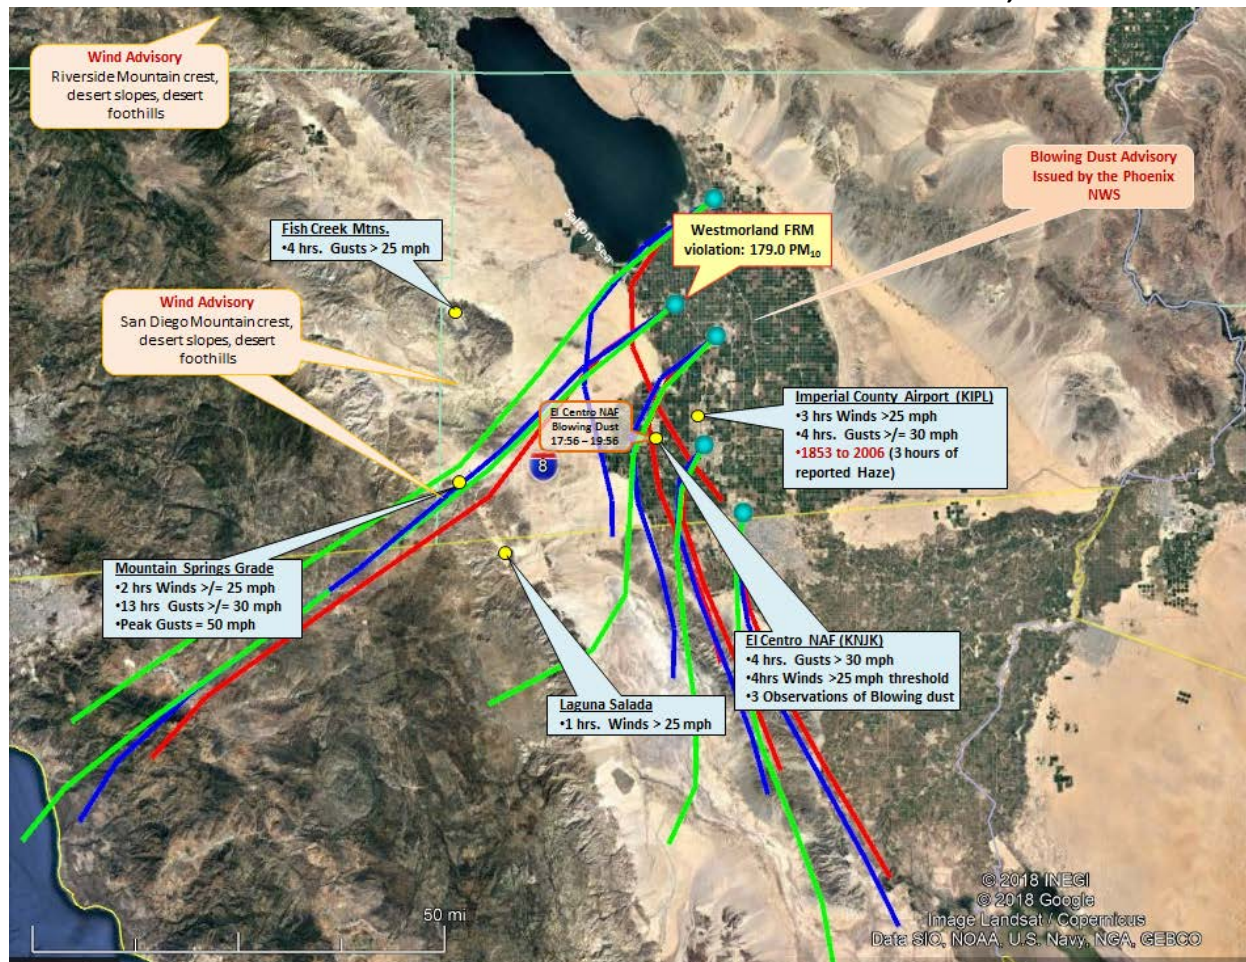 Wind Advisory
Riverside Mountain crest,
desert slopes, desert
foothills
Blowing Dust Advisory
Issued by the Phoenix
NWS
Fish Creek Mtns.
•4 hrs. Gusts > 25 mph
Salton Sea
Westmorland FRM
violation: 179.0 PM10
Wind Advisory
San Diego Mountain crest,
desert slopes, desert
foothills
El Centro NAF
Blowing Dust
17:56 – 19:56
Imperial County Airport (KIPL)
•3 hrs Winds >25 mph
•4 hrs. Gusts >/= 30 mph
•1853 to 2006 (3 hours of
reported Haze)
8
Mountain Springs Grade
•2 hrs Winds >/= 25 mph
•13 hrs Gusts >/= 30 mph
•Peak Gusts = 50 mph
El Centro NAF (KNJK)
•4 hrs. Gusts > 30 mph
•4hrs Winds >25 mph threshold
•3 Observations of Blowing dust
Laguna Salada
•1 hrs. Winds > 25 mph
50 mi
© 2018 INEGI
© 2018 Google
Image Landsat / Copernicus
Data SIO, NOAA, U.S. Navy, NGA, GEBCO